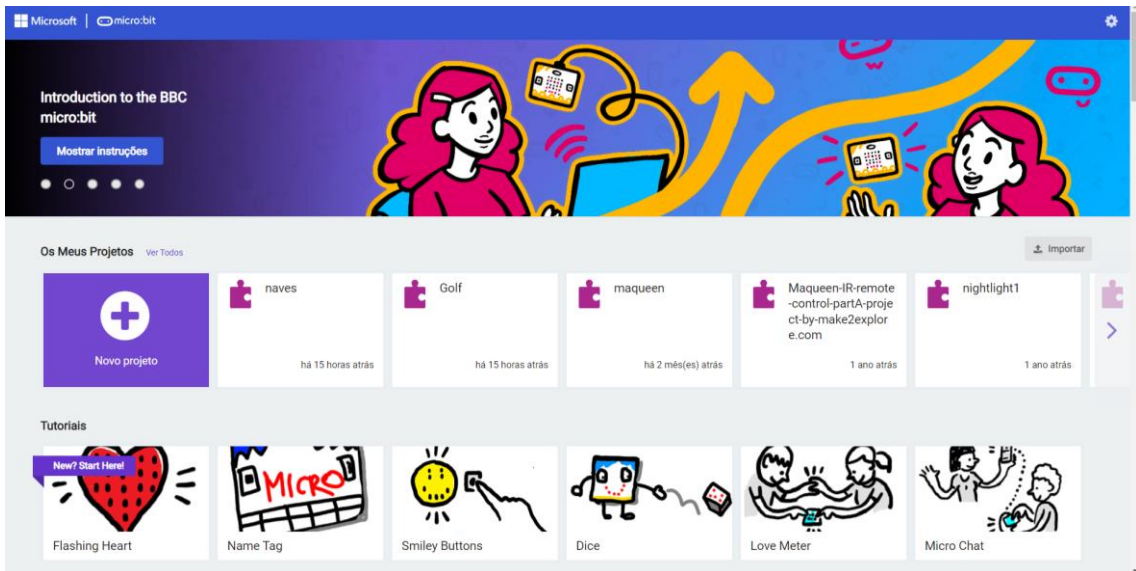 Microsoft | micro:bit
Introduction to the BBC
micro:bit
Mostrar instruções
Os Meus Projetos Ver Todos
Importar
Novo projeto
naves
há 15 horas atrás
Golf
há 15 horas atrás
maqueen
há 2 mês(es) atrás
Maqueen-IR-remote
-control-partA-proje
ct-by-make2explor
e.com
1 ano atrás
nightlight1
1 ano atrás
Tutoriais
New? Start Here!
Flashing Heart
MICRO
Name Tag
Smiley Buttons
Dice
Love Meter
Micro Chat